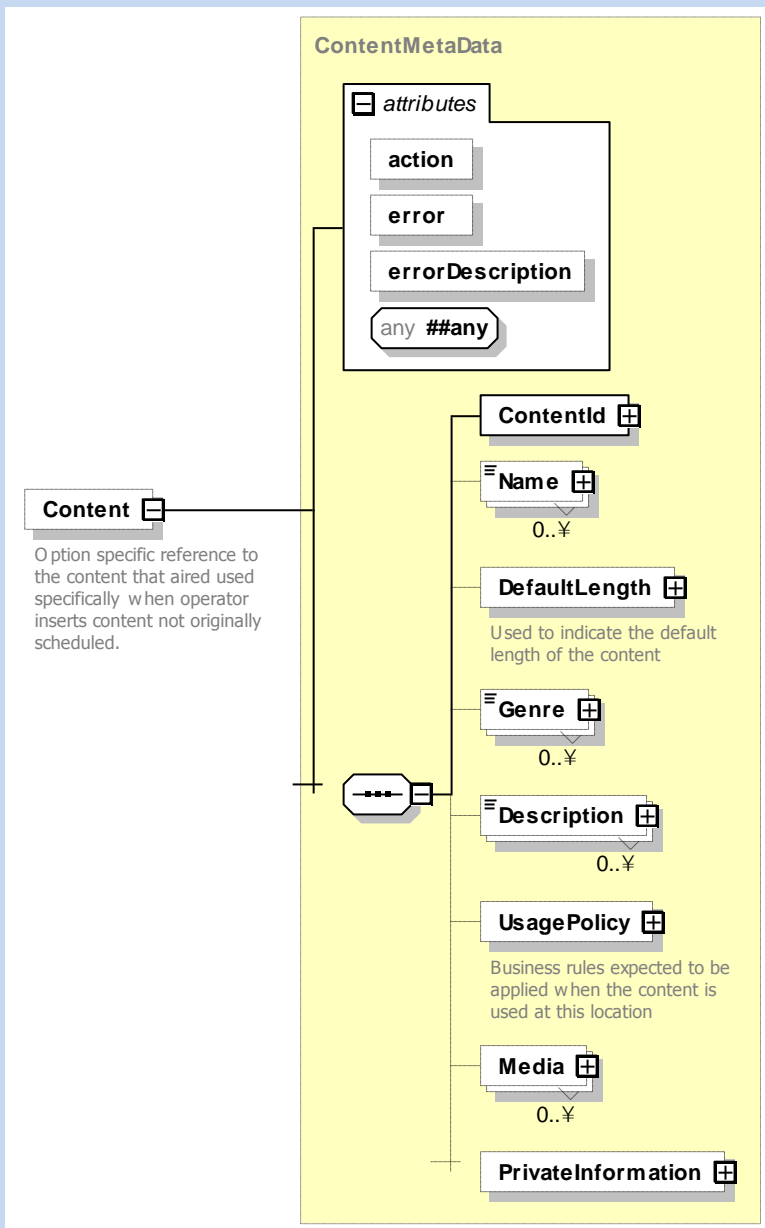 ContentMetaData
attributes
action
error
errorDescription
any ##any
ContentId
Name
0..¥
Content
Option specific reference to
the content that aired used
specifically when operator
inserts content not originally
scheduled.
DefaultLength
Used to indicate the default
length of the content
Genre
0..¥
Description
0..¥
UsagePolicy
Business rules expected to be
applied when the content is
used at this location
Media
0..¥
PrivateInformation